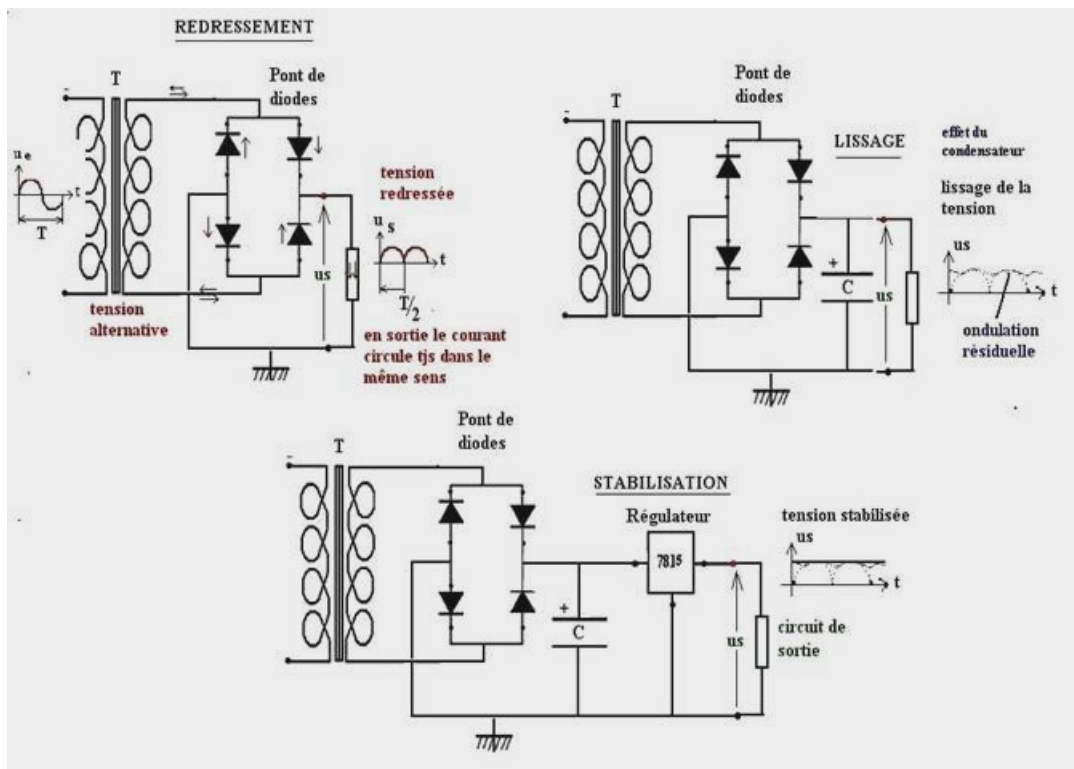 REDRESSEMENT
T
Pont de
diodes
u e
t
T
tension
alternative
us
tension
redressée
u s
t
T/2
en sortie le courant
circule tjs dans le
même sens
T
Pont de
diodes
LISSAGE
+
C
us
effet du
condensateur
lissage de la
tension
us
t
ondulation
résiduelle
T
Pont de
diodes
STABILISATION
Régulateur
7815
+
C
us
tension stabilisée
us
t
circuit de
sortie